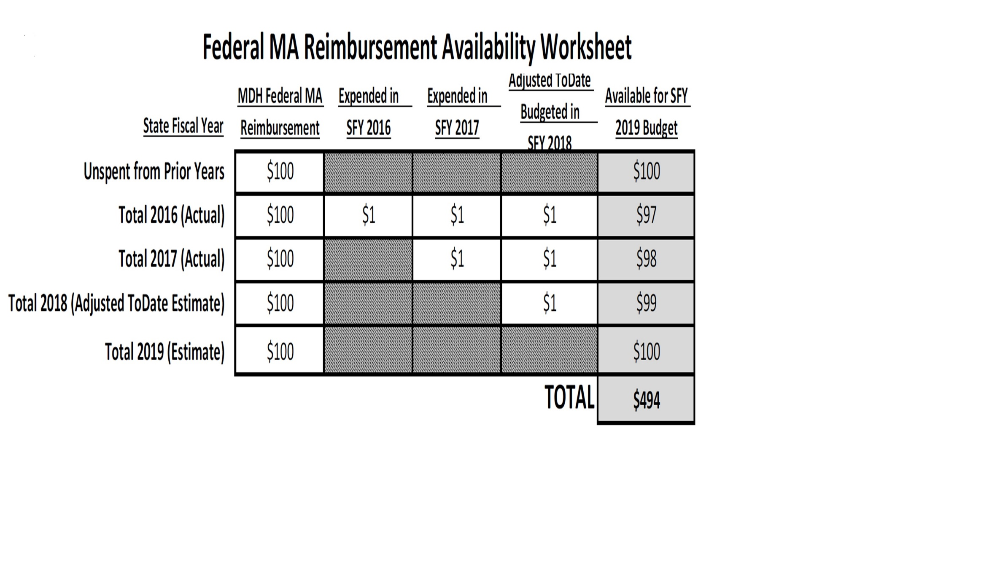 Federal MA Reimbursement Availability Worksheet
State Fiscal Year
MDH Federal MA
Reimbursement
Expended in
SFY 2016
Expended in
SFY 2017
Adjusted ToDate
Budgeted in
SFY 2018
Available for SFY
2019 Budget
Unspent from Prior Years $100 $100
Total 2016 (Actual) $100 $1 $1 $1 $97
Total 2017 (Actual) $100 $1 $1 $98
Total 2018 (Adjusted ToDate Estimate) $100 $1 $99
Total 2019 (Estimate) $100 $100
TOTAL $494